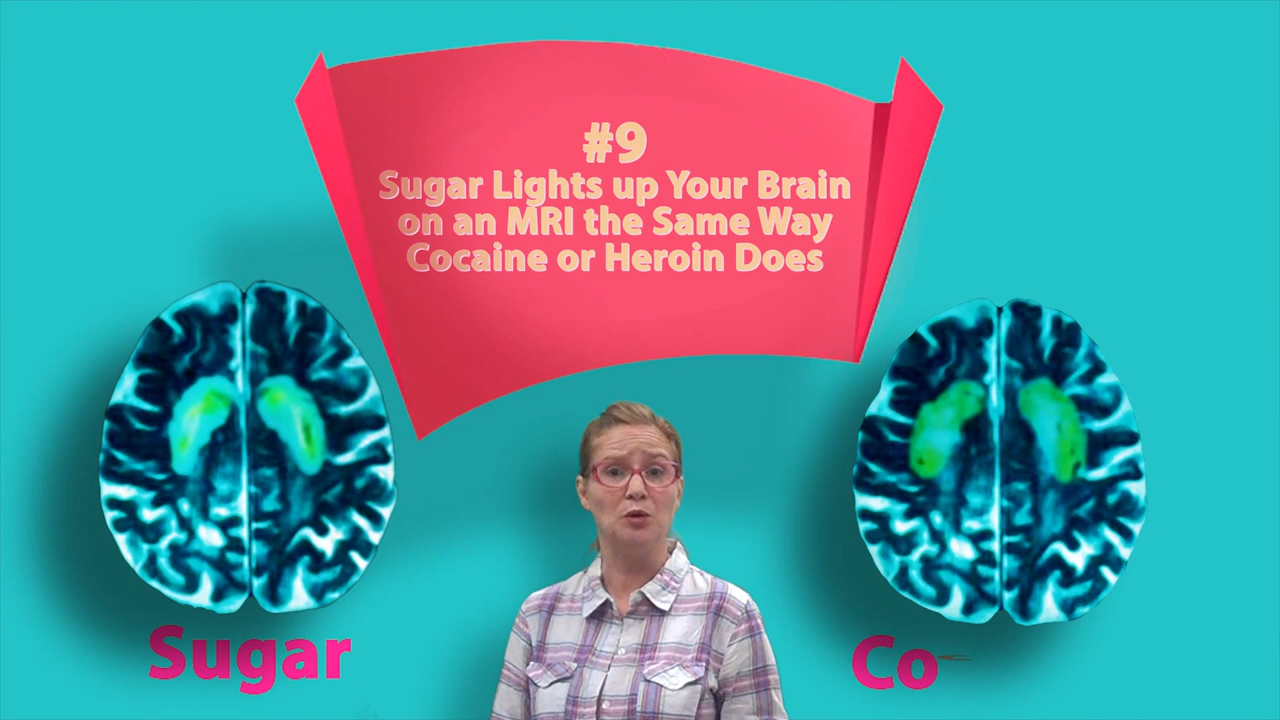 #9
Sugar Lights up Your Brain
on an MRI the Same Way
Cocaine or Heroin Does
Sugar
Co